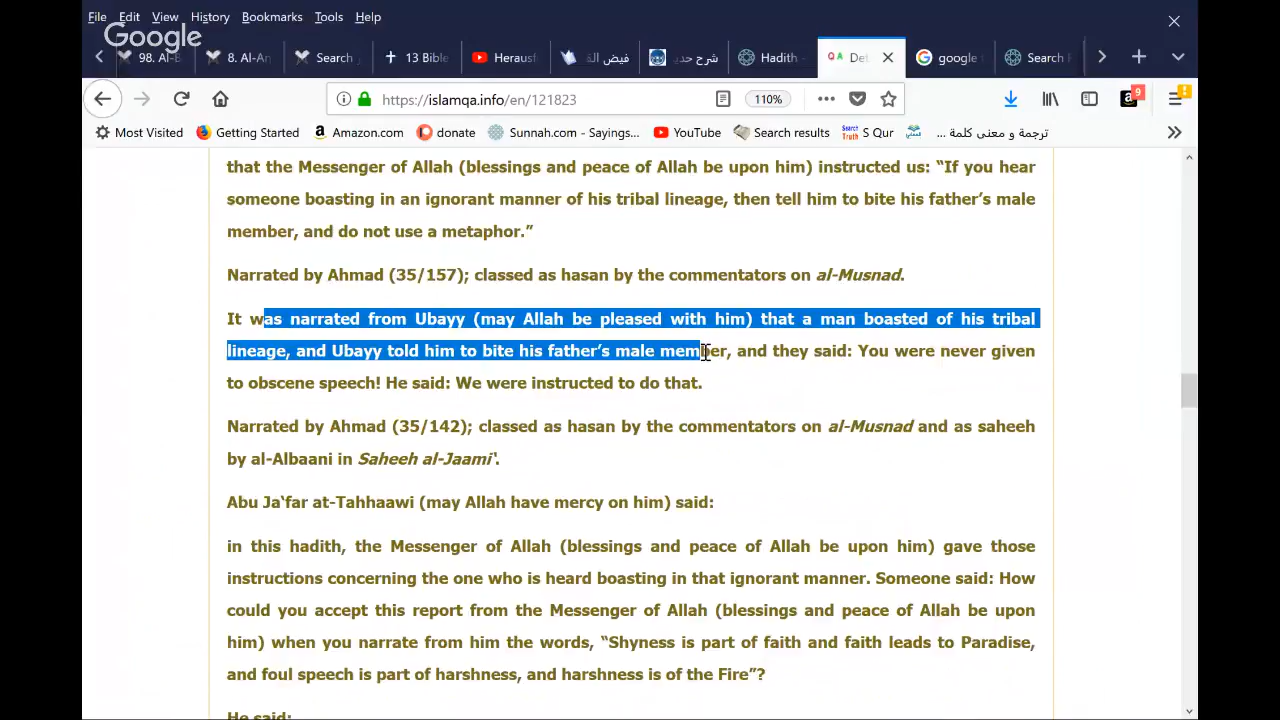 File Edit View History Bookmarks Tools Help
Google
98. Al-B 8. Al-An Search 13 Bible Herausf فيض الق شرح حدي Hadith - Q A Det google Search R
https://islamqa.info/en/121823 110% 9
Most Visited Getting Started Amazon.com donate Sunnah.com - Sayings... YouTube Search results Search Truth S Qur ترجمة و معنى كلمة ...
that the Messenger of Allah (blessings and peace of Allah be upon him) instructed us: “If you hear
someone boasting in an ignorant manner of his tribal lineage, then tell him to bite his father’s male
member, and do not use a metaphor.”
Narrated by Ahmad (35/157); classed as hasan by the commentators on al-Musnad.
It was narrated from Ubayy (may Allah be pleased with him) that a man boasted of his tribal
lineage, and Ubayy told him to bite his father’s male member, and they said: You were never given
to obscene speech! He said: We were instructed to do that.
Narrated by Ahmad (35/142); classed as hasan by the commentators on al-Musnad and as saheeh
by al-Albaani in Saheeh al-Jaami‘.
Abu Ja‘far at-Tahhaawi (may Allah have mercy on him) said:
in this hadith, the Messenger of Allah (blessings and peace of Allah be upon him) gave those
instructions concerning the one who is heard boasting in that ignorant manner. Someone said: How
could you accept this report from the Messenger of Allah (blessings and peace of Allah be upon
him) when you narrate from him the words, “Shyness is part of faith and faith leads to Paradise,
and foul speech is part of harshness, and harshness is of the Fire”?
He said: